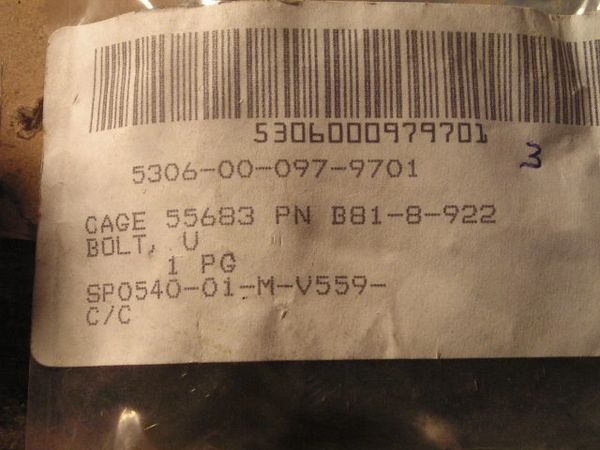 5306000979701
5306-00-097-9701
3
CAGE 55683 PN B81-8-922
BOLT, U
1 PG
SP0540-01-M-V559-
C/C